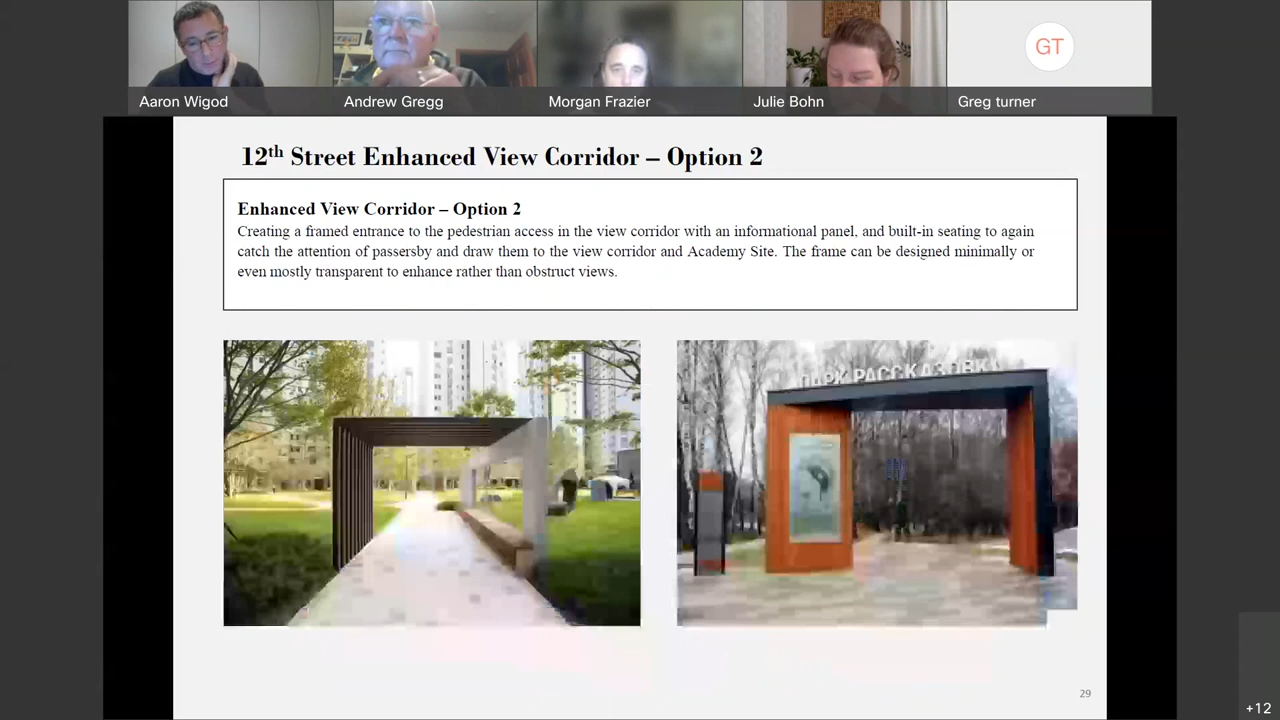 Aaron Wigod
Andrew Gregg
Morgan Frazier
Julie Bohn
GT
Greg turner
12th Street Enhanced View Corridor – Option 2
Enhanced View Corridor – Option 2
Creating a framed entrance to the pedestrian access in the view corridor with an informational panel, and built-in seating to again
catch the attention of passersby and draw them to the view corridor and Academy Site. The frame can be designed minimally or
even mostly transparent to enhance rather than obstruct views.
ПАРК РАССКАЗОВКА
29
+12